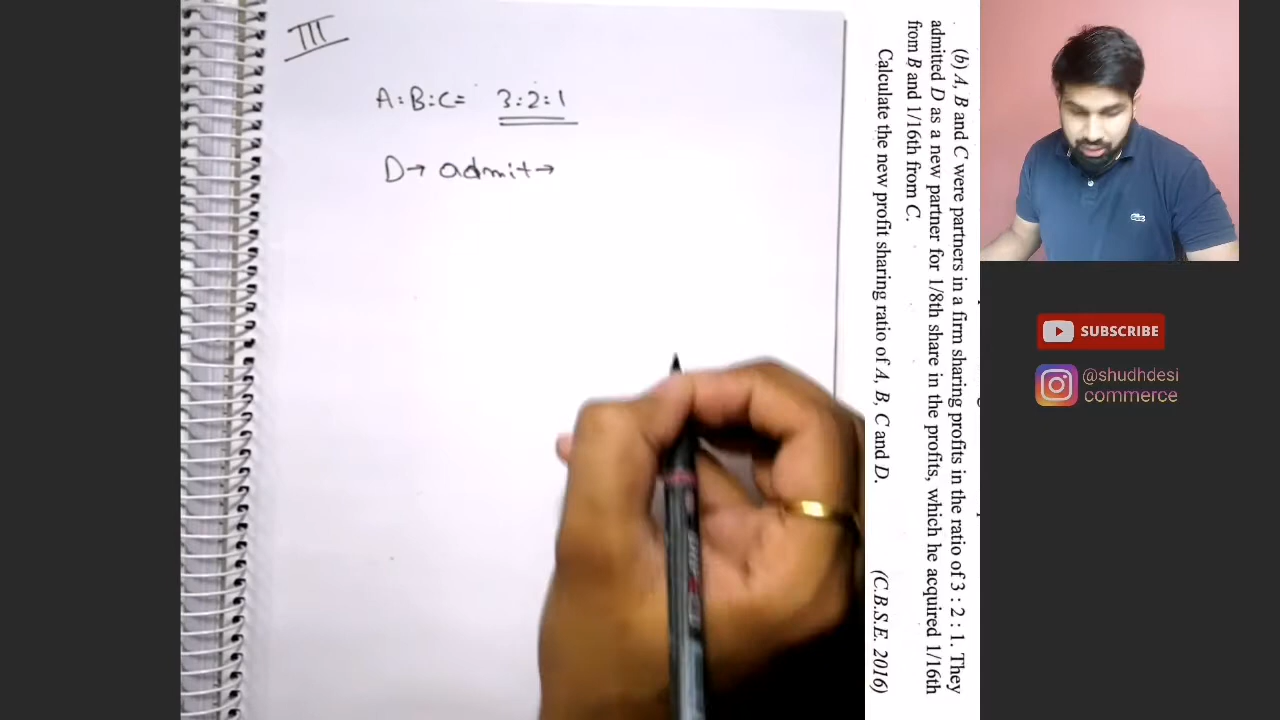 III
A:B:C= 3:2:1
D→ admit→
(b) A, B and C were partners in a firm sharing profits in the ratio of 3 : 2 : 1. They
admitted D as a new partner for 1/8th share in the profits, which he acquired 1/16th
from B and 1/16th from C.
Calculate the new profit sharing ratio of A, B, C and D.
(C.B.S.E. 2016)
SUBSCRIBE
@shudhdesi
commerce